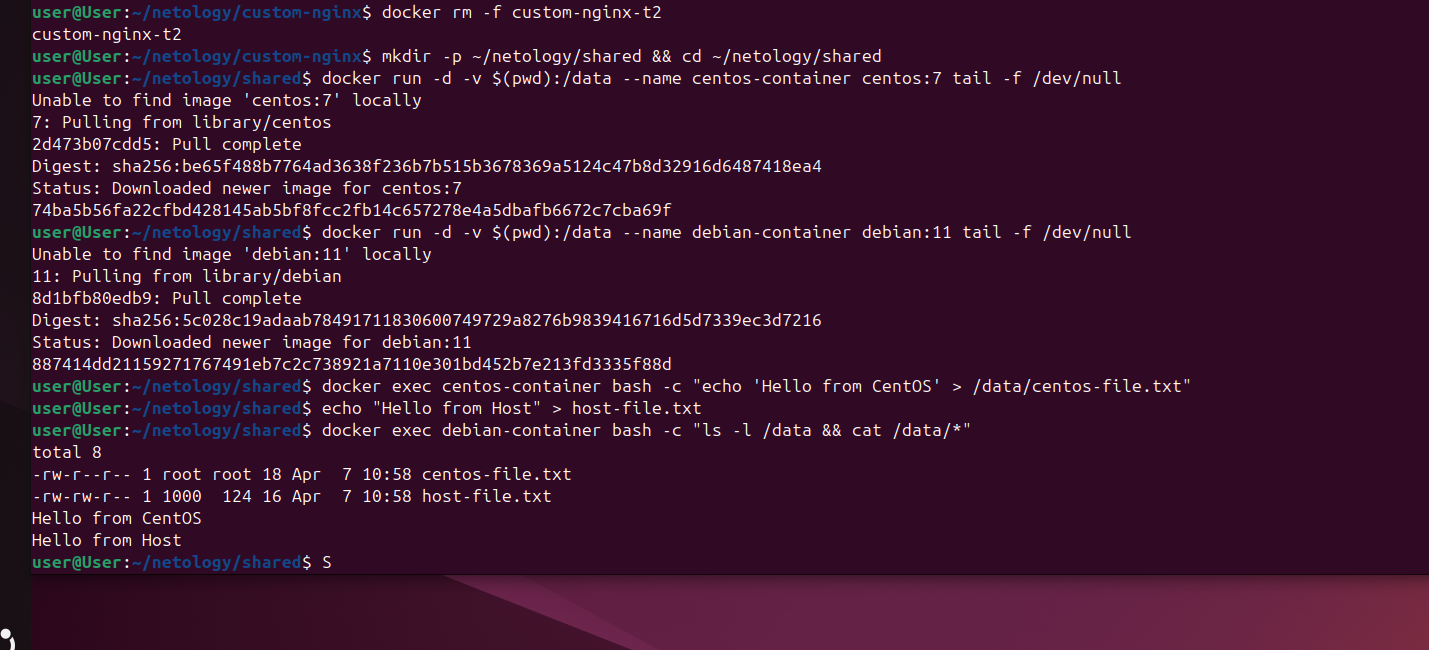 user@User:~/netology/custom-nginx$ docker rm -f custom-nginx-t2
custom-nginx-t2
user@User:~/netology/custom-nginx$ mkdir -p ~/netology/shared && cd ~/netology/shared
user@User:~/netology/shared$ docker run -d -v $(pwd):/data --name centos-container centos:7 tail -f /dev/null
Unable to find image 'centos:7' locally
7: Pulling from library/centos
2d473b07cdd5: Pull complete
Digest: sha256:be65f488b7764ad3638f236b7b515b3678369a5124c47b8d32916d6487418ea4
Status: Downloaded newer image for centos:7
74ba5b56fa22cfbd428145ab5bf8fcc2fb14c657278e4a5dbafb6672c7cba69f
user@User:~/netology/shared$ docker run -d -v $(pwd):/data --name debian-container debian:11 tail -f /dev/null
Unable to find image 'debian:11' locally
11: Pulling from library/debian
8d1bfb80edb9: Pull complete
Digest: sha256:5c028c19adaab78491711830600749729a8276b9839416716d5d7339ec3d7216
Status: Downloaded newer image for debian:11
887414dd21159271767491eb7c2c738921a7110e301bd452b7e213fd3335f88d
user@User:~/netology/shared$ docker exec centos-container bash -c "echo 'Hello from CentOS' > /data/centos-file.txt"
user@User:~/netology/shared$ echo "Hello from Host" > host-file.txt
user@User:~/netology/shared$ docker exec debian-container bash -c "ls -l /data && cat /data/*"
total 8
-rw-r--r-- 1 root root 18 Apr  7 10:58 centos-file.txt
-rw-rw-r-- 1 1000  124 16 Apr  7 10:58 host-file.txt
Hello from CentOS
Hello from Host
user@User:~/netology/shared$ S